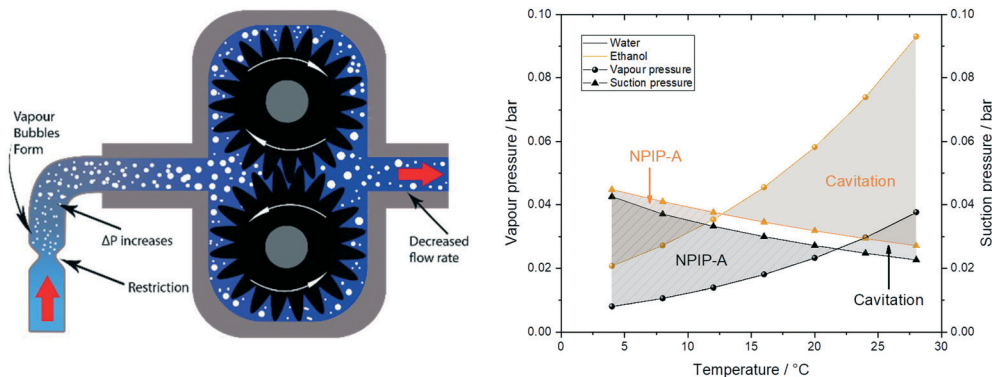 Vapour
Bubbles
Form
ΔP increases
Restriction
Decreased
flow rate
Vapour pressure / bar
0.10
0.08
0.06
0.04
0.02
0.00
Water
Ethanol
Vapour pressure
Suction pressure
NPIP-A
Cavitation
NPIP-A
Cavitation
0 5 10 15 20 25 30
Temperature / °C
0.10
0.08
0.06
0.04
0.02
0.00
Suction pressure / bar